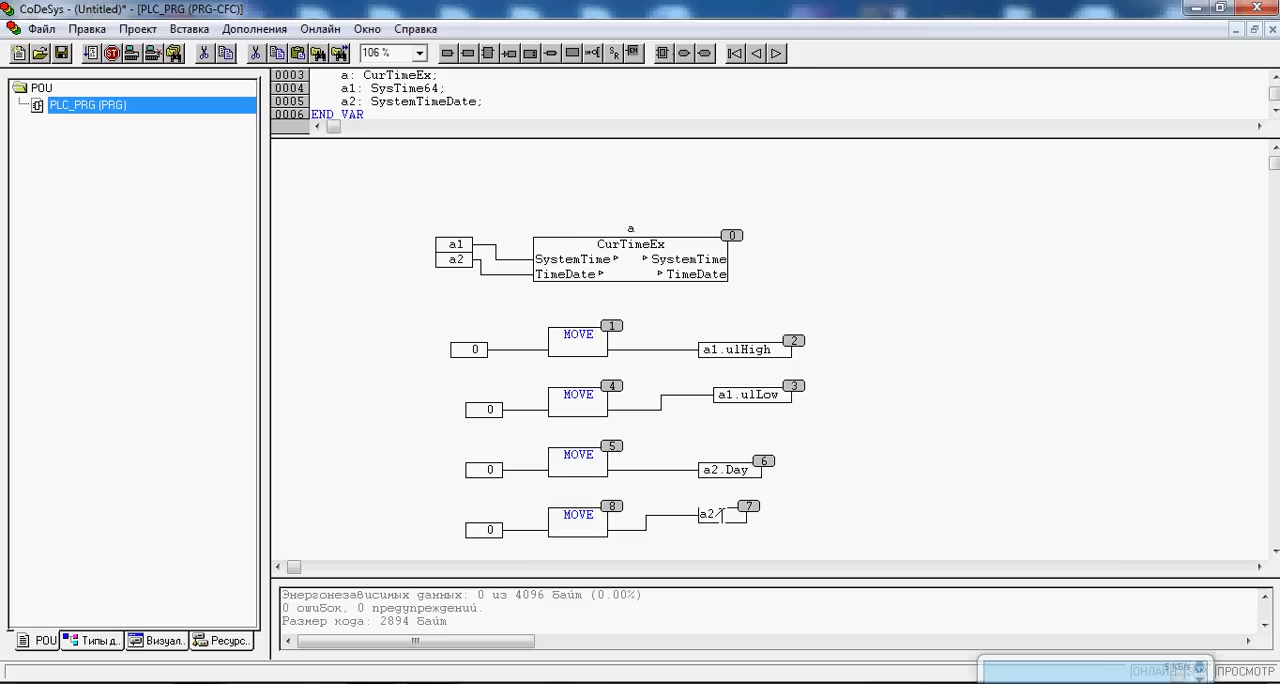 CoDeSys - (Untitled)* - [PLC_PRG (PRG-CFC)]
Файл Правка Проект Вставка Дополнения Онлайн Окно Справка
106 %
POU
PLC_PRG (PRG)
0003 a: CurTimeEx;
0004 a1: SysTime64;
0005 a2: SystemTimeDate;
0006 END_VAR
a
0
CurTimeEx
a1 SystemTime SystemTime
a2 TimeDate TimeDate
1
MOVE 2
0 a1.ulHigh
4 3
MOVE a1.ulLow
0
5
MOVE 6
0 a2.Day
8 7
MOVE a2/
0
Энергонезависимых данных: 0 из 4096 Байт (0.00%)
0 ошибок, 0 предупреждений.
Размер кода: 2894 Байт
POU Типы д.. Визуал.. Ресурс..
5 КБ/s
ОНЛАЙН ПРОСМОТР